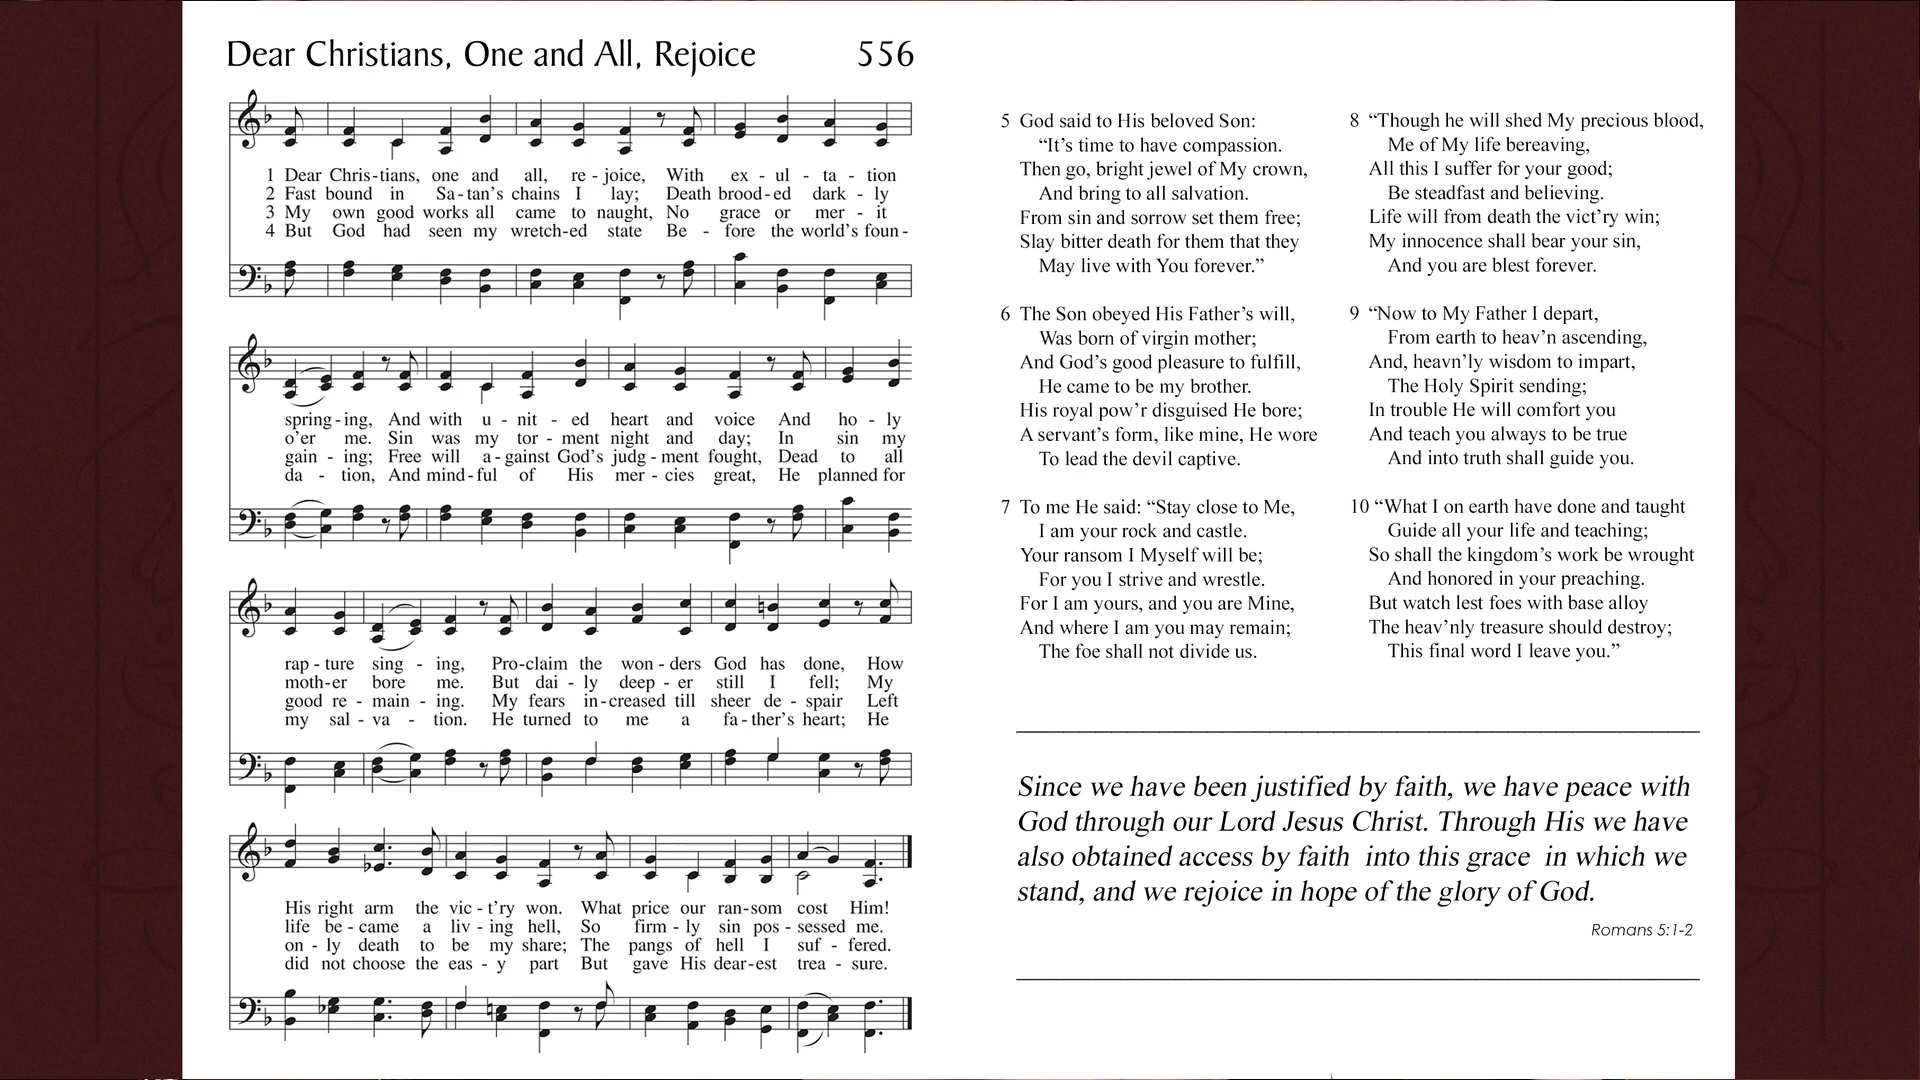 Dear Christians, One and All, Rejoice 556
1 Dear Chris-tians, one and all, re-joice, With ex-ul-ta-tion
2 Fast bound in Sa-tan's chains I lay; Death brood-ed dark-ly
3 My own good works all came to naught, No grace or mer-it
4 But God had seen my wretch-ed state Be-fore the world's foun-
spring-ing, And with u-nit-ed heart and voice And ho-ly
o'er me. Sin was my tor-ment night and day; In sin my
gain-ing; Free will a-gainst God's judg-ment fought, Dead to all
da-tion, And mind-ful of His mer-cies great, He planned for
rap-ture sing-ing, Pro-claim the won-ders God has done, How
moth-er bore me. But dai-ly deep-er still I fell; My
good re-main-ing. My fears in-creased till sheer de-spair Left
my sal-va-tion. He turned to me a fa-ther's heart; He
His right arm the vic-t'ry won. What price our ran-som cost Him!
life be-came a liv-ing hell, So firm-ly sin pos-sessed me.
on-ly death to be my share; The pangs of hell I suf-fered.
did not choose the eas-y part But gave His dear-est trea-sure.
5 God said to His beloved Son:
“It's time to have compassion.
Then go, bright jewel of My crown,
And bring to all salvation.
From sin and sorrow set them free;
Slay bitter death for them that they
May live with You forever.”
6 The Son obeyed His Father's will,
Was born of virgin mother;
And God's good pleasure to fulfill,
He came to be my brother.
His royal pow'r disguised He bore;
A servant's form, like mine, He wore
To lead the devil captive.
7 To me He said: “Stay close to Me,
I am your rock and castle.
Your ransom I Myself will be;
For you I strive and wrestle.
For I am yours, and you are Mine,
And where I am you may remain;
The foe shall not divide us.
8 “Though he will shed My precious blood,
Me of My life bereaving,
All this I suffer for your good;
Be steadfast and believing.
Life will from death the vict'ry win;
My innocence shall bear your sin,
And you are blest forever.
9 “Now to My Father I depart,
From earth to heav'n ascending,
And, heavn'ly wisdom to impart,
The Holy Spirit sending;
In trouble He will comfort you
And teach you always to be true
And into truth shall guide you.
10 “What I on earth have done and taught
Guide all your life and teaching;
So shall the kingdom's work be wrought
And honored in your preaching.
But watch lest foes with base alloy
The heav'nly treasure should destroy;
This final word I leave you.”
Since we have been justified by faith, we have peace with
God through our Lord Jesus Christ. Through His we have
also obtained access by faith into this grace in which we
stand, and we rejoice in hope of the glory of God.
Romans 5:1-2